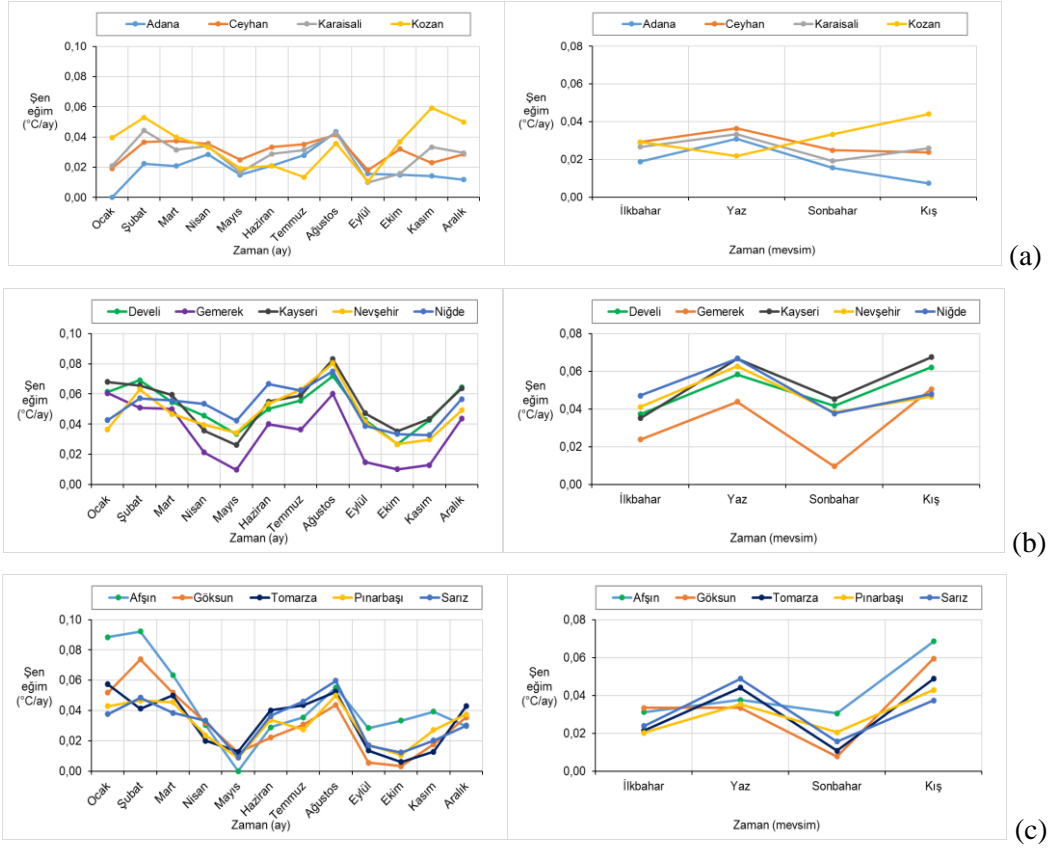 Adana Ceyhan Karaisali Kozan
0,10
0,08
0,06
0,04
0,02
0,00
Şen
eğim
(°C/ay)
Ocak Şubat Mart Nisan Mayıs Haziran Temmuz Ağustos Eylül Ekim Kasım Aralık
Zaman (ay)
Adana Ceyhan Karaisali Kozan
0,08
0,06
0,04
0,02
0,00
Şen
eğim
(°C/ay)
İlkbahar Yaz Sonbahar Kış
Zaman (mevsim)
(a)
Develi Gemerek Kayseri Nevşehir Niğde
0,10
0,08
0,06
0,04
0,02
0,00
Şen
eğim
(°C/ay)
Ocak Şubat Mart Nisan Mayıs Haziran Temmuz Ağustos Eylül Ekim Kasım Aralık
Zaman (ay)
Develi Gemerek Kayseri Nevşehir Niğde
0,08
0,06
0,04
0,02
0,00
Şen
eğim
(°C/ay)
İlkbahar Yaz Sonbahar Kış
Zaman (mevsim)
(b)
Afşın Göksun Tomarza Pınarbaşı Sarız
0,10
0,08
0,06
0,04
0,02
0,00
Şen
eğim
(°C/ay)
Ocak Şubat Mart Nisan Mayıs Haziran Temmuz Ağustos Eylül Ekim Kasım Aralık
Zaman (ay)
Afşın Göksun Tomarza Pınarbaşı Sarız
0,08
0,06
0,04
0,02
0,00
Şen
eğim
(°C/ay)
İlkbahar Yaz Sonbahar Kış
Zaman (mevsim)
(c)